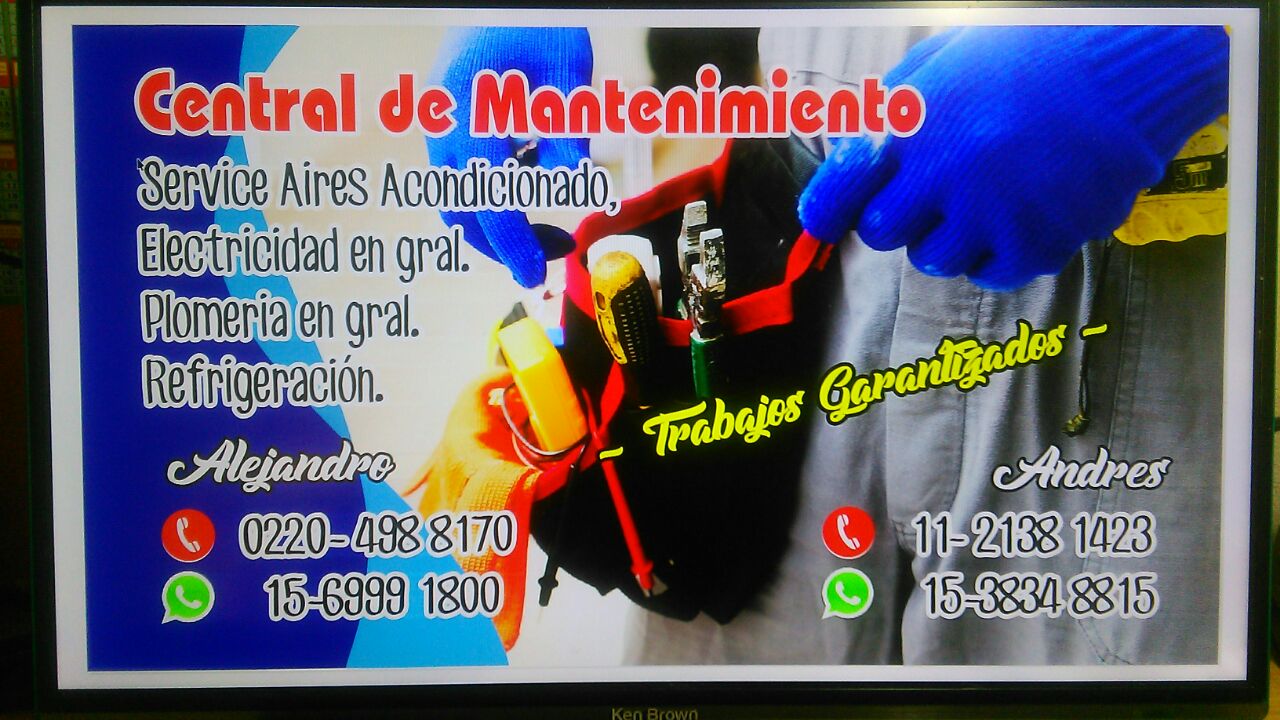 Central de Mantenimiento
Service Aires Acondicionado,
Electricidad en gral.
Plomeria en gral.
Refrigeración.
- Trabajos Garantizados -
Alejandro
0220-498 8170
15-6999 1800
Andres
11-2138 1423
15-3834 8815
Ken Brown